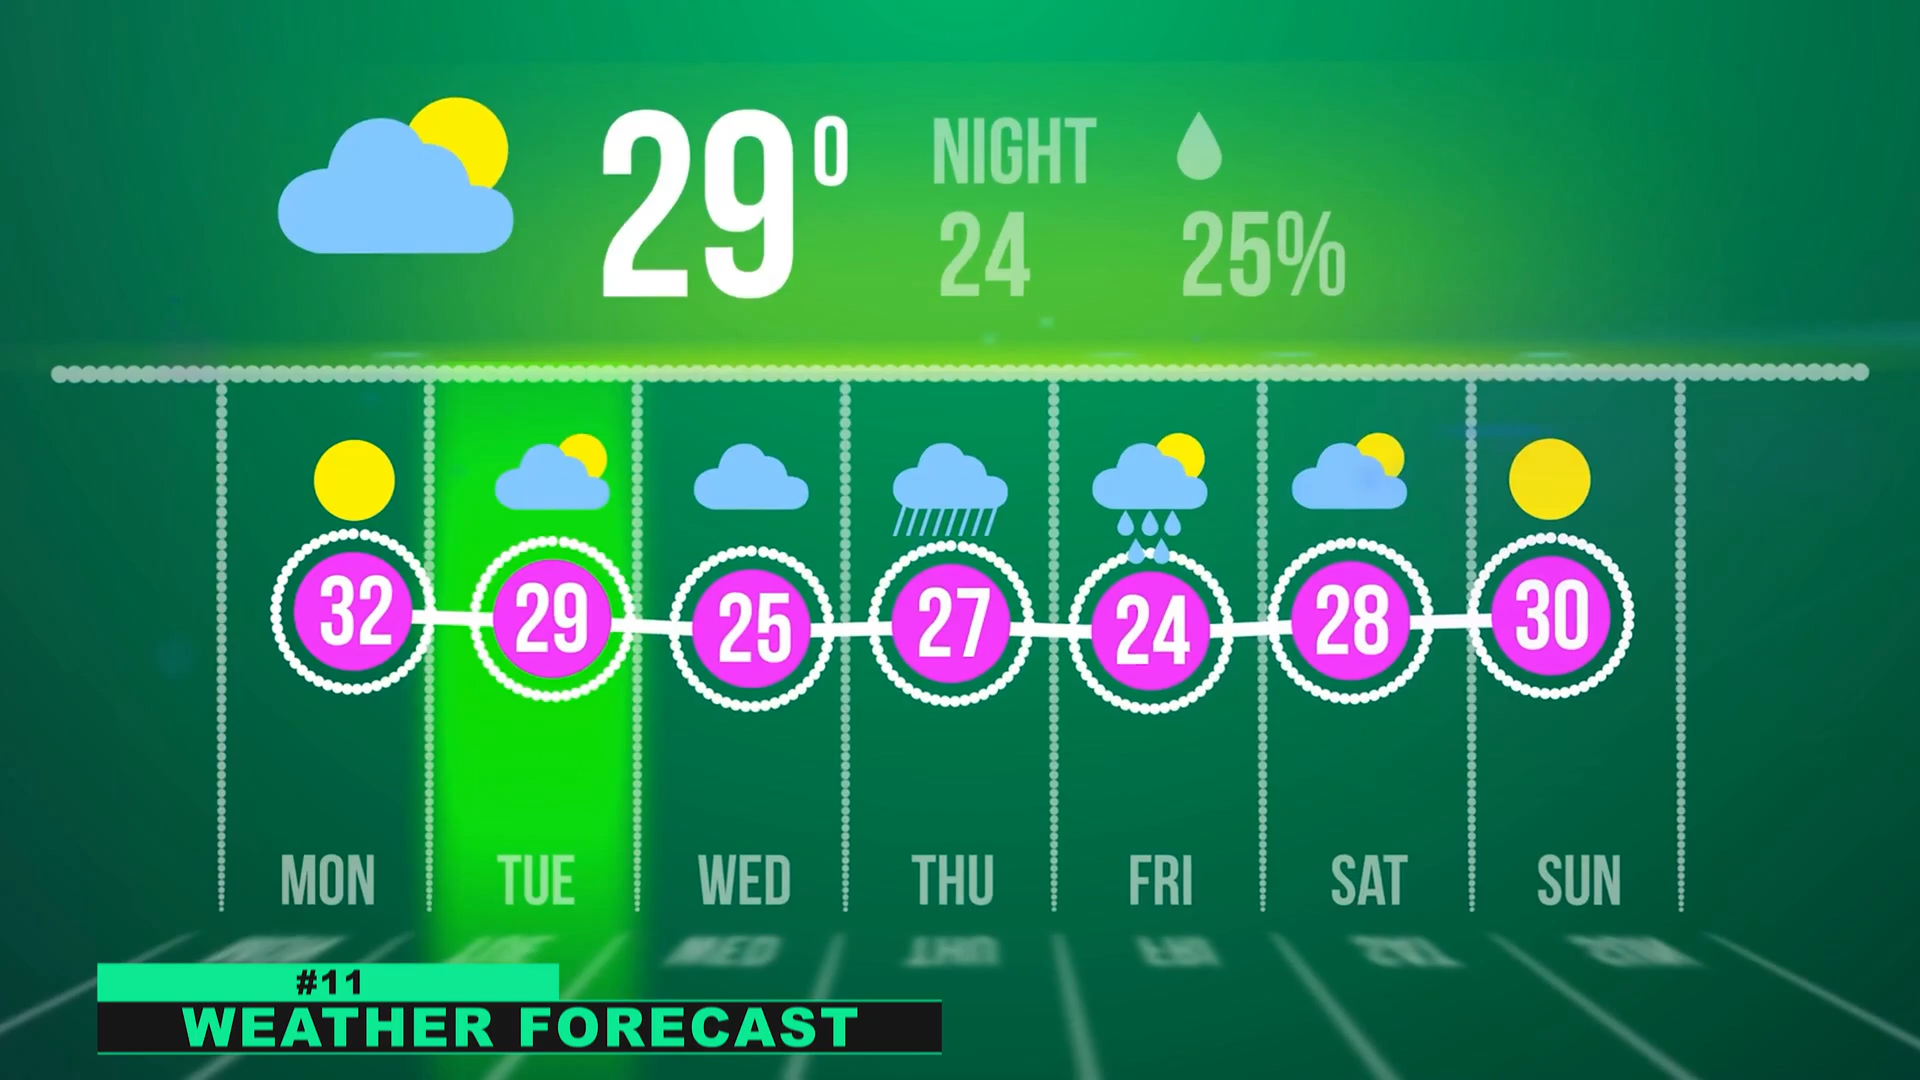 29° NIGHT
24 25%
32 29 25 27 24 28 30
MON TUE WED THU FRI SAT SUN
#11
WEATHER FORECAST